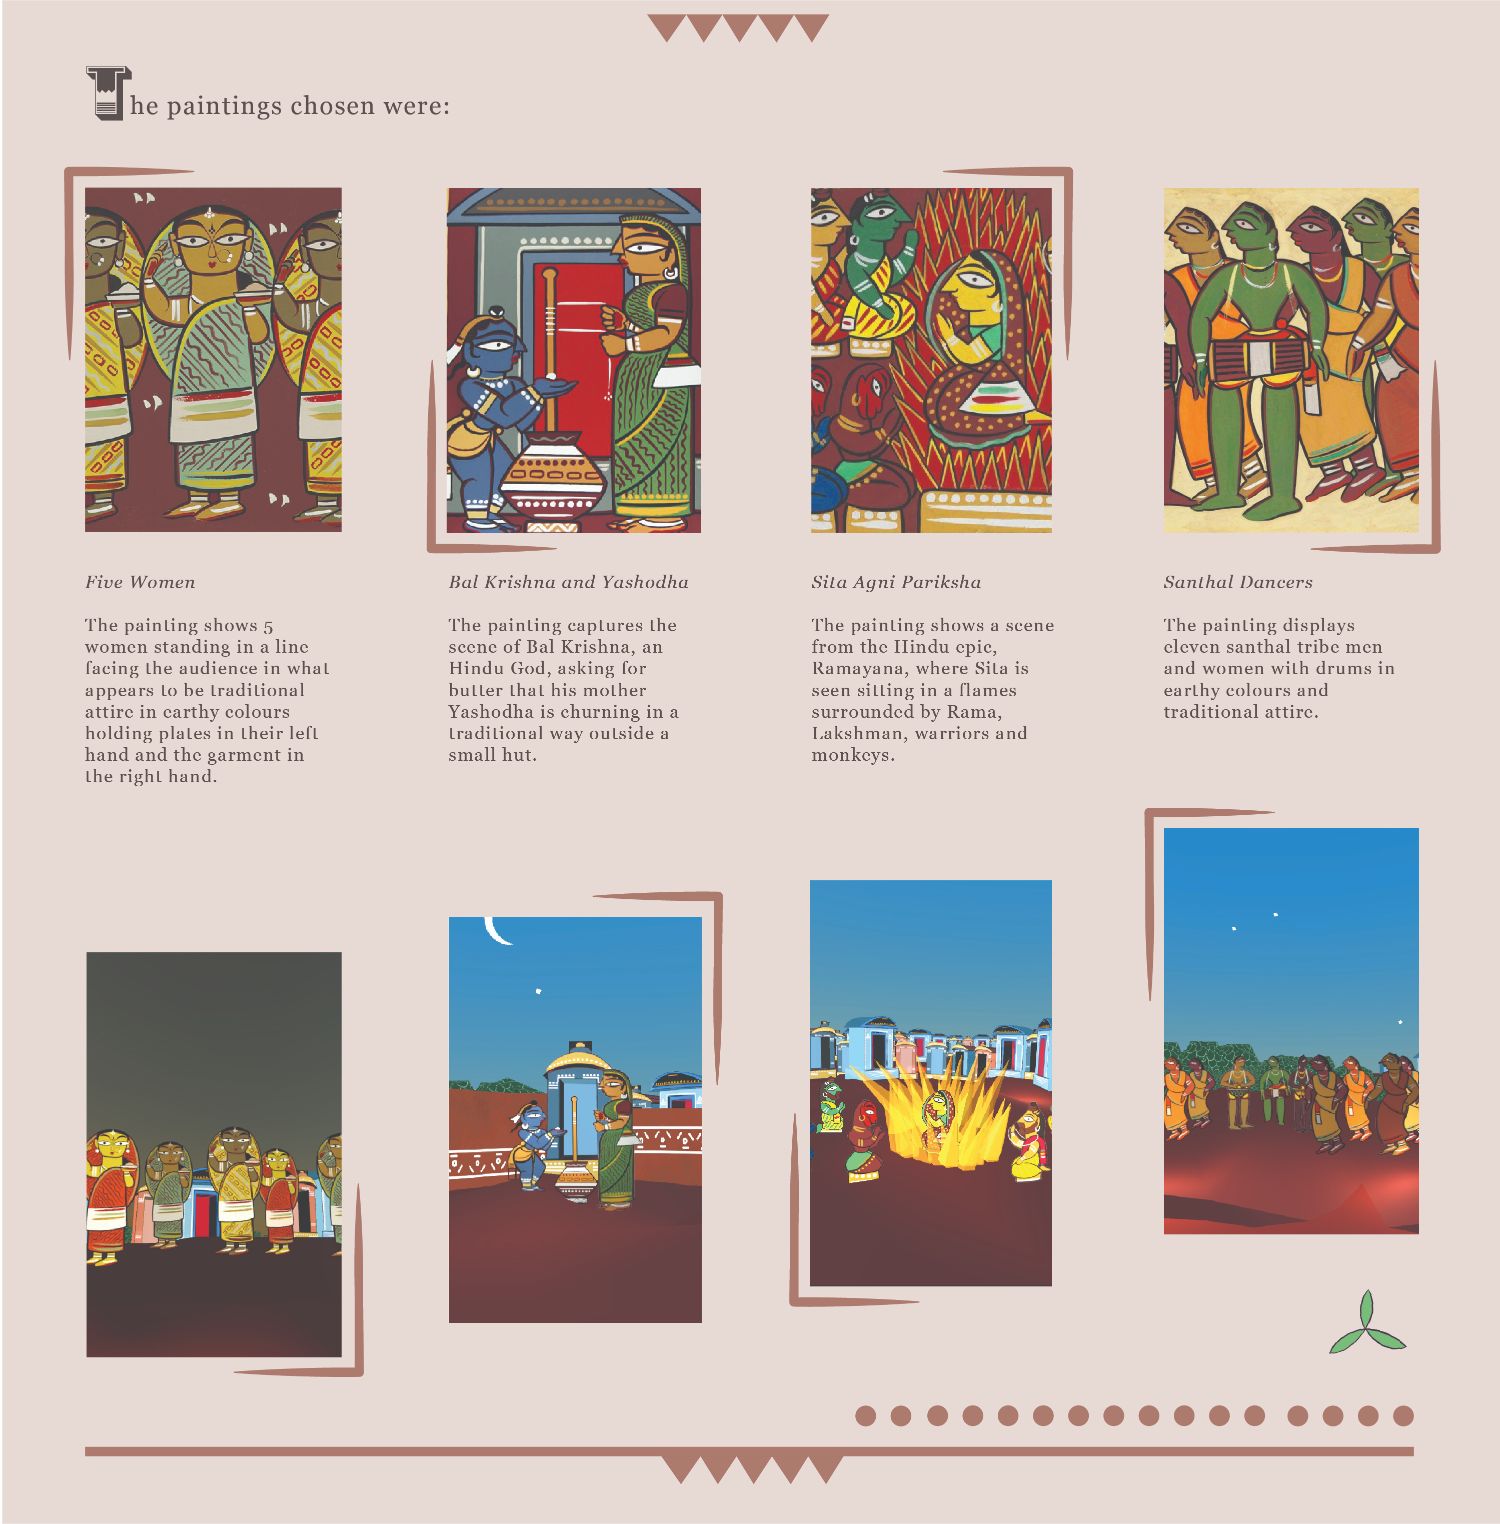 The paintings chosen were:
Five Women
The painting shows 5
women standing in a line
facing the audience in what
appears to be traditional
attire in earthy colours
holding plates in their left
hand and the garment in
the right hand.
Bal Krishna and Yashodha
The painting captures the
scene of Bal Krishna, an
Hindu God, asking for
butter that his mother
Yashodha is churning in a
traditional way outside a
small hut.
Sita Agni Pariksha
The painting shows a scene
from the Hindu epic,
Ramayana, where Sita is
seen sitting in a flames
surrounded by Rama,
Lakshman, warriors and
monkeys.
Santhal Dancers
The painting displays
eleven santhal tribe men
and women with drums in
earthy colours and
traditional attire.